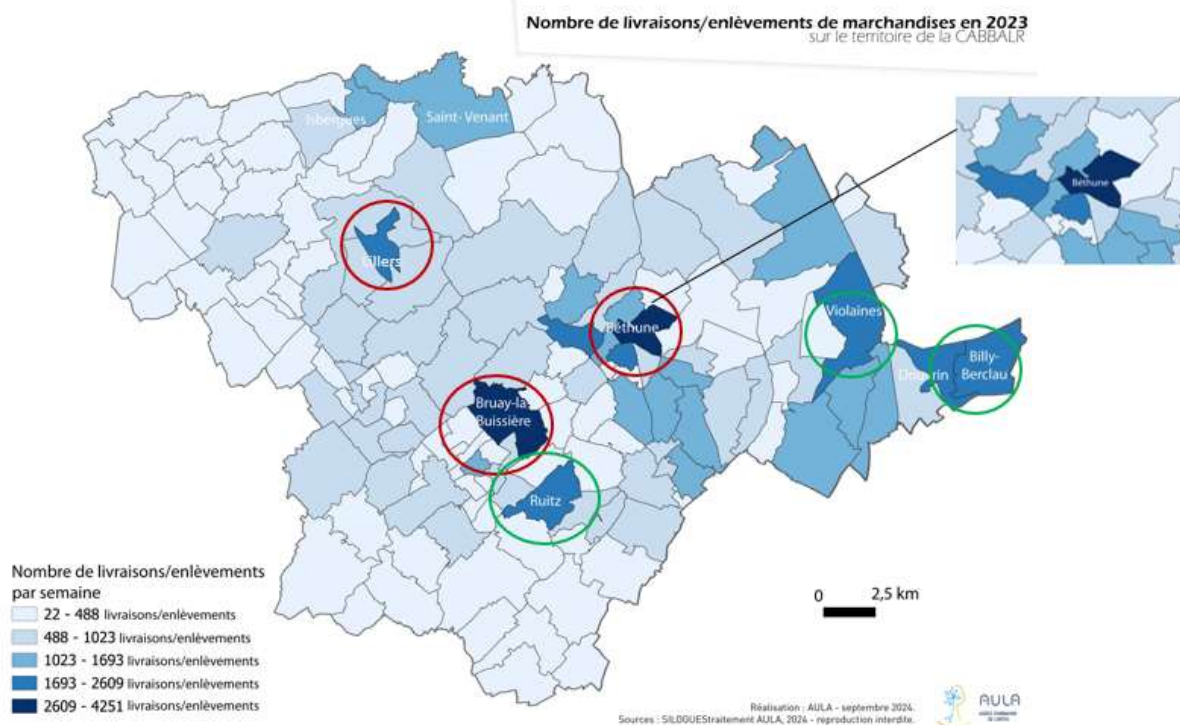 Nombre de livraisons/enlèvements de marchandises en 2023
sur le territoire de la CABBALR
Isbergues
Saint-Venant
Béthune
Lillers
Béthune
Violaines
Billy-
Berclau
Douvrin
Bruay-la-
Buissière
Ruitz
Nombre de livraisons/enlèvements
par semaine
22 - 488 livraisons/enlèvements
488 - 1023 livraisons/enlèvements
1023 - 1693 livraisons/enlèvements
1693 - 2609 livraisons/enlèvements
2609 - 4251 livraisons/enlèvements
0 2,5 km
Réalisation : AULA - septembre 2024.
Sources : SILOGUEStraitement AULA, 2024 - reproduction interdite.
AULA